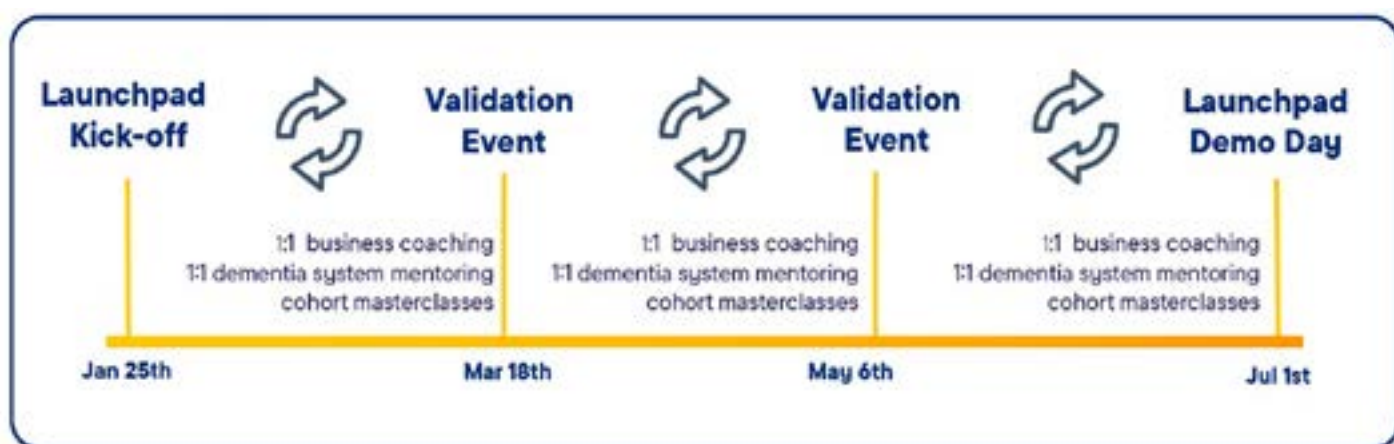 Launchpad
Kick-off
Validation
Event
Validation
Event
Launchpad
Demo Day
1:1 business coaching
1:1 dementia system mentoring
cohort masterclasses
1:1 business coaching
1:1 dementia system mentoring
cohort masterclasses
1:1 business coaching
1:1 dementia system mentoring
cohort masterclasses
Jan 25th
Mar 18th
May 6th
Jul 1st